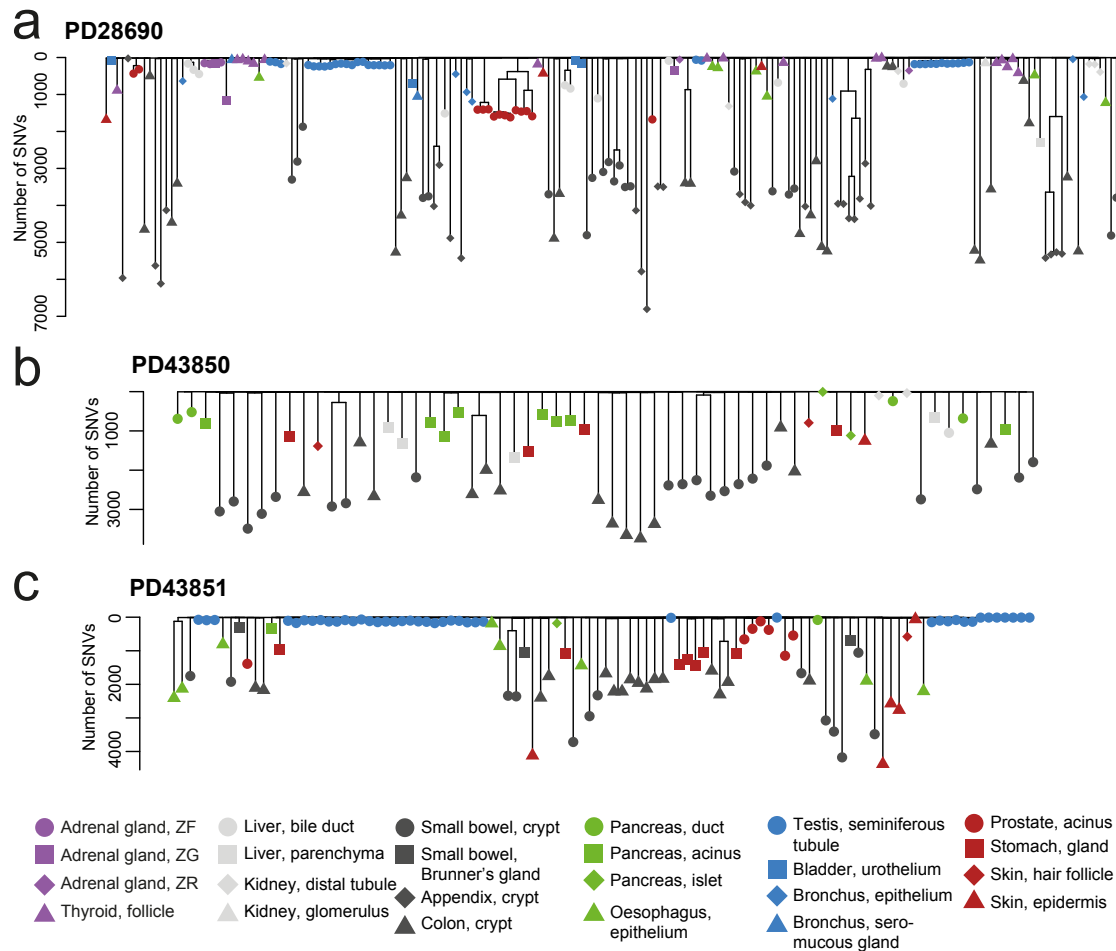 a
PD28690
0
1000
3000
5000
7000
Number of SNVs
b
PD43850
1000
3000
Number of SNVs
c
PD43851
0
2000
4000
Number of SNVs
Adrenal gland, ZF
Adrenal gland, ZG
Adrenal gland, ZR
Thyroid, follicle
Liver, bile duct
Liver, parenchyma
Kidney, distal tubule
Kidney, glomerulus
Small bowel, crypt
Small bowel,
Brunner's gland
Appendix, crypt
Colon, crypt
Pancreas, duct
Pancreas, acinus
Pancreas, islet
Oesophagus,
epithelium
Testis, seminiferous
tubule
Bladder, urothelium
Bronchus, epithelium
Bronchus, sero-
mucous gland
Prostate, acinus
Stomach, gland
Skin, hair follicle
Skin, epidermis